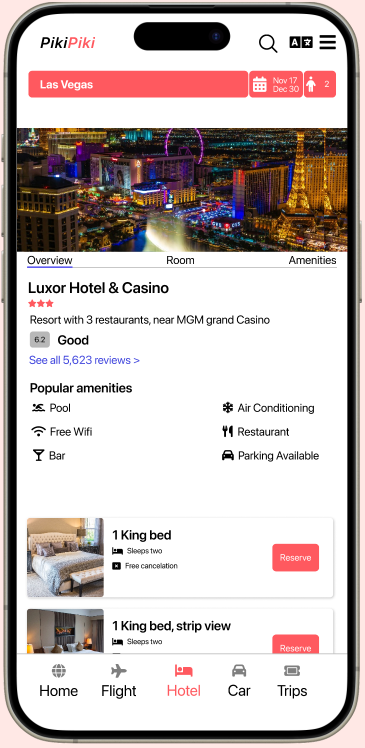 PikiPiki
A
Las Vegas
Nov 17
Dec 30
2
Overview Room Amenities
Luxor Hotel & Casino
Resort with 3 restaurants, near MGM grand Casino
6.2 Good
See all 5,623 reviews >
Popular amenities
Pool Air Conditioning
Free Wifi Restaurant
Bar Parking Available
1 King bed
Sleeps two
Free cancelation
Reserve
1 King bed, strip view
Sleeps two
Reserve
Home Flight Hotel Car Trips